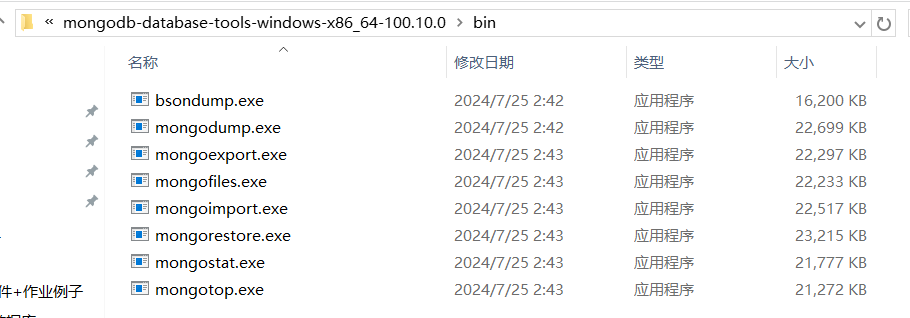 « mongodb-database-tools-windows-x86_64-100.10.0 > bin
名称 修改日期 类型 大小
bsondump.exe 2024/7/25 2:42 应用程序 16,200 KB
mongodump.exe 2024/7/25 2:42 应用程序 22,699 KB
mongoexport.exe 2024/7/25 2:43 应用程序 22,297 KB
mongofiles.exe 2024/7/25 2:43 应用程序 22,233 KB
mongoimport.exe 2024/7/25 2:43 应用程序 22,517 KB
mongorestore.exe 2024/7/25 2:43 应用程序 23,215 KB
mongostat.exe 2024/7/25 2:43 应用程序 21,777 KB
mongotop.exe 2024/7/25 2:43 应用程序 21,272 KB
件+作业例子